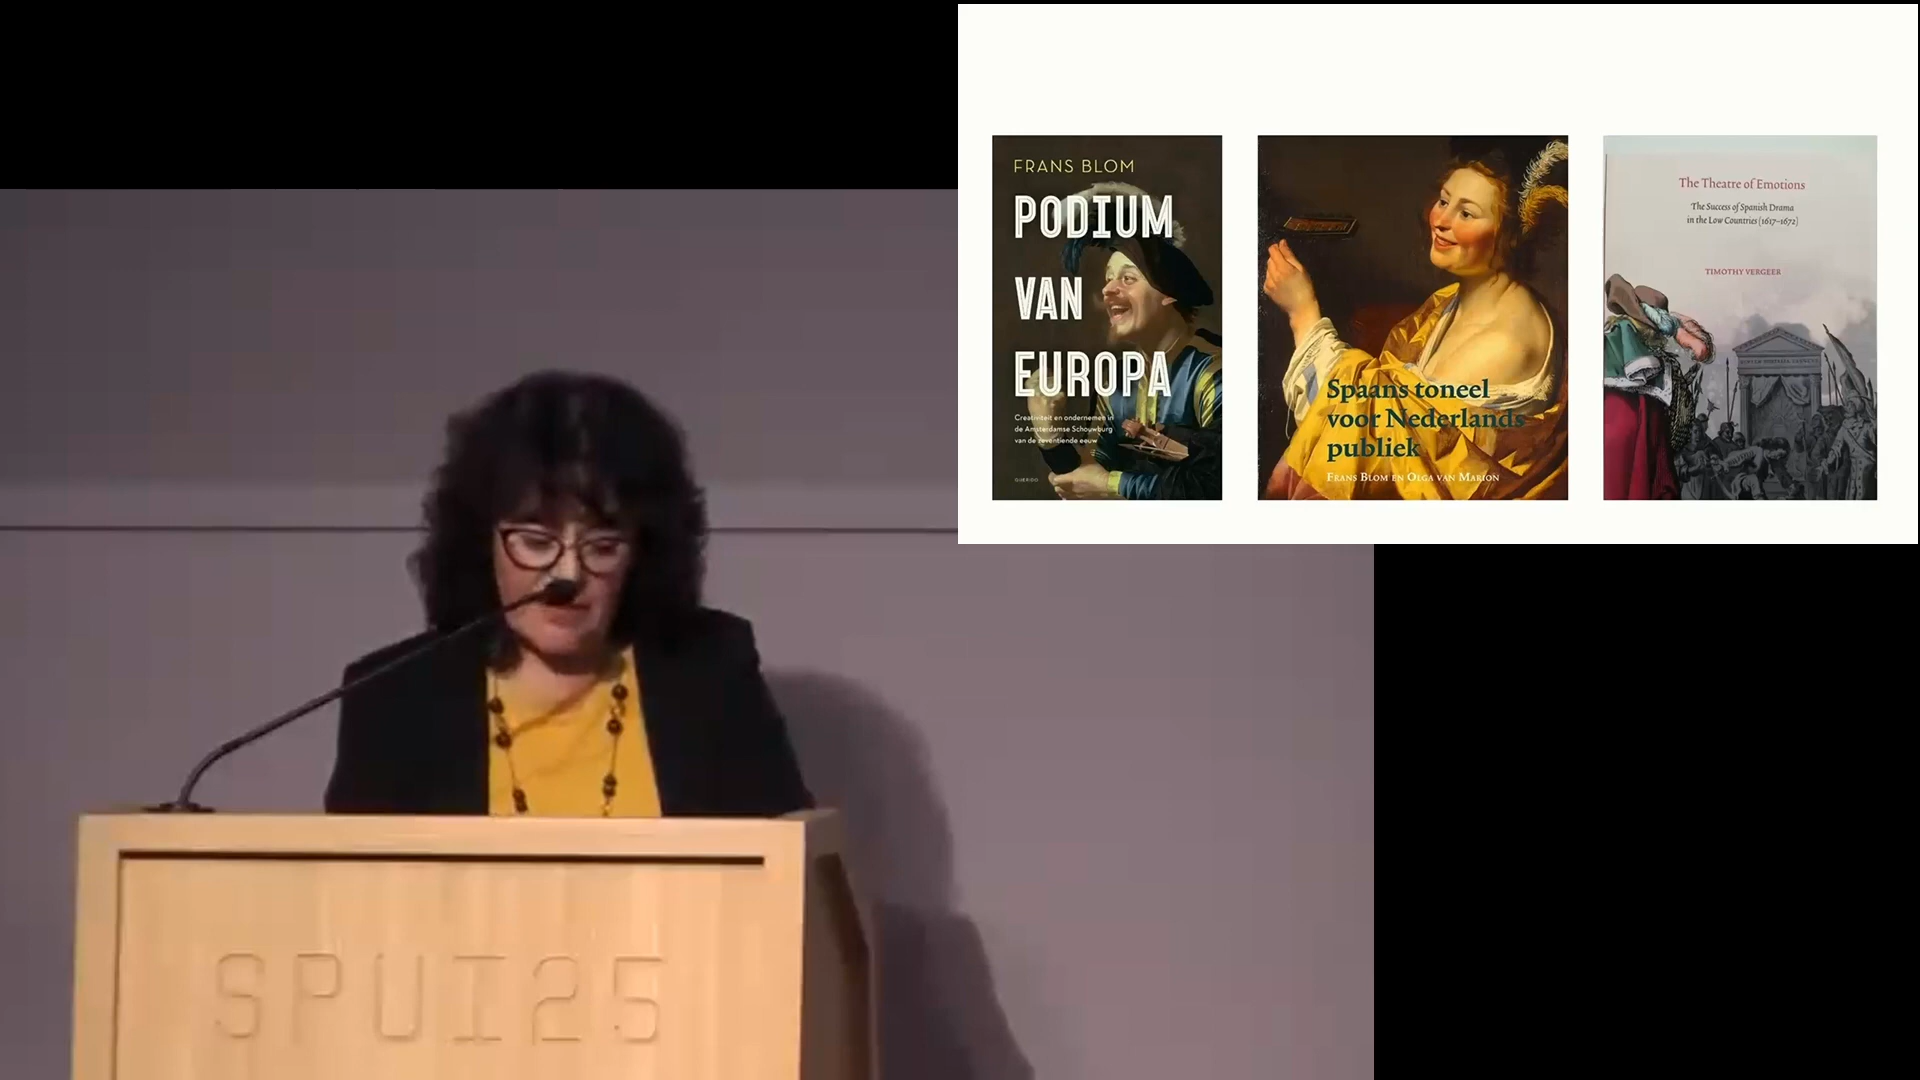 FRANS BLOM
PODIUM
VAN
EUROPA
Creativiteit en ondernemen in
de Amsterdamse Schouwburg
van de zeventiende eeuw
QUERIDO
Spaans toneel
voor Nederlands
publiek
FRANS BLOM EN OLGA VAN MARION
The Theatre of Emotions
The Success of Spanish Drama
in the Low Countries (1617–1672)
TIMOTHY VERGEER
SPUI25